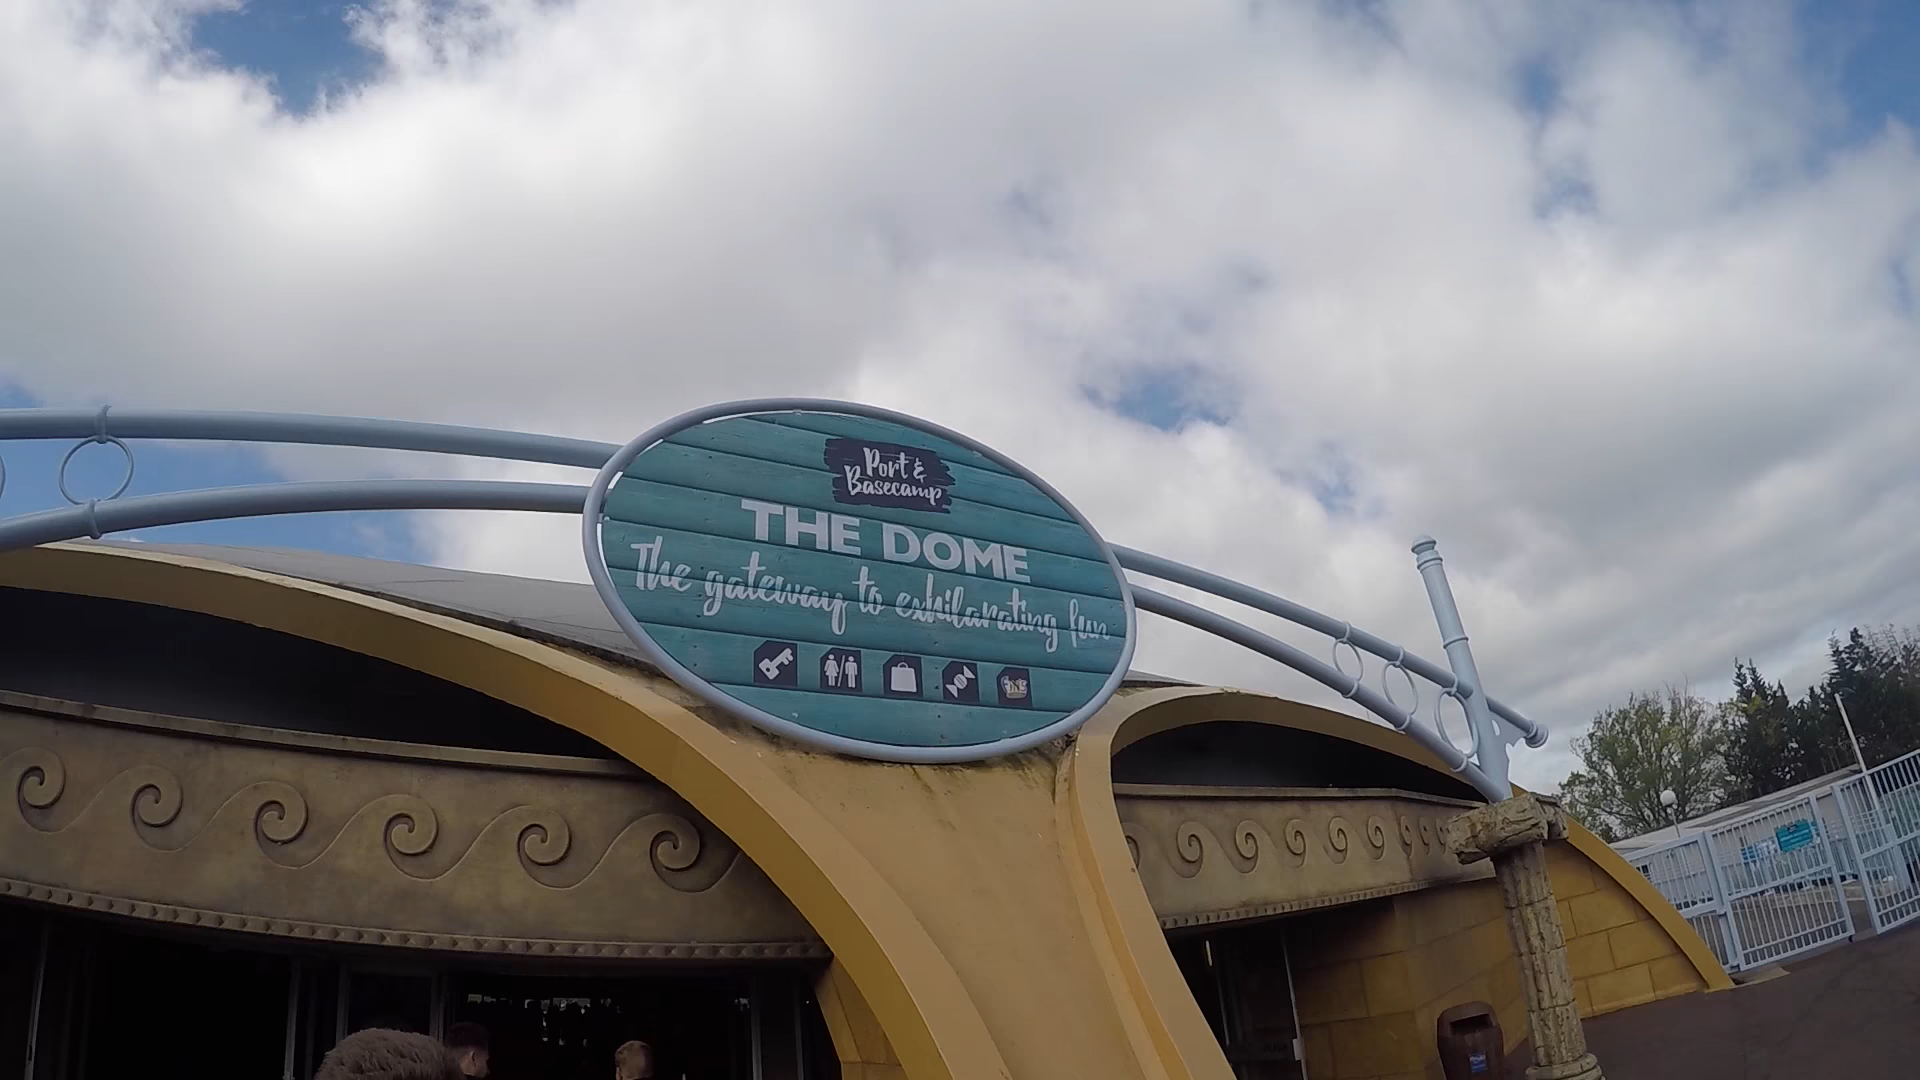 Port &
Basecamp
THE DOME
The gateway to exhilarating fun